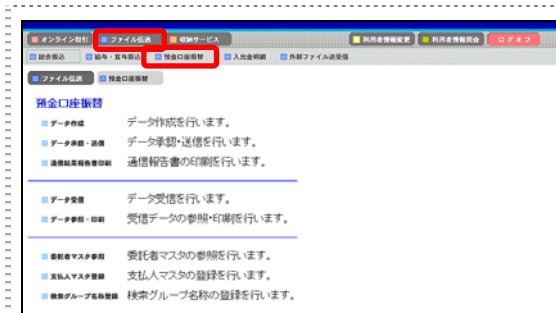 オンライン取引 ファイル伝送 収納サービス 利用者情報変更 利用者情報照会 ログオフ
総合振込 給与・賞与振込 預金口座振替 入出金明細 外部ファイル送受信
ファイル伝送 預金口座振替
預金口座振替
データ作成 データ作成を行います。
データ承認・送信 データ承認・送信を行います。
通信結果報告書印刷 通信報告書の印刷を行います。
データ受信 データ受信を行います。
データ参照・印刷 受信データの参照・印刷を行います。
委託者マスタ参照 委託者マスタの参照を行います。
支払人マスタ登録 支払人マスタの登録を行います。
検索グループ名称登録 検索グループ名称の登録を行います。